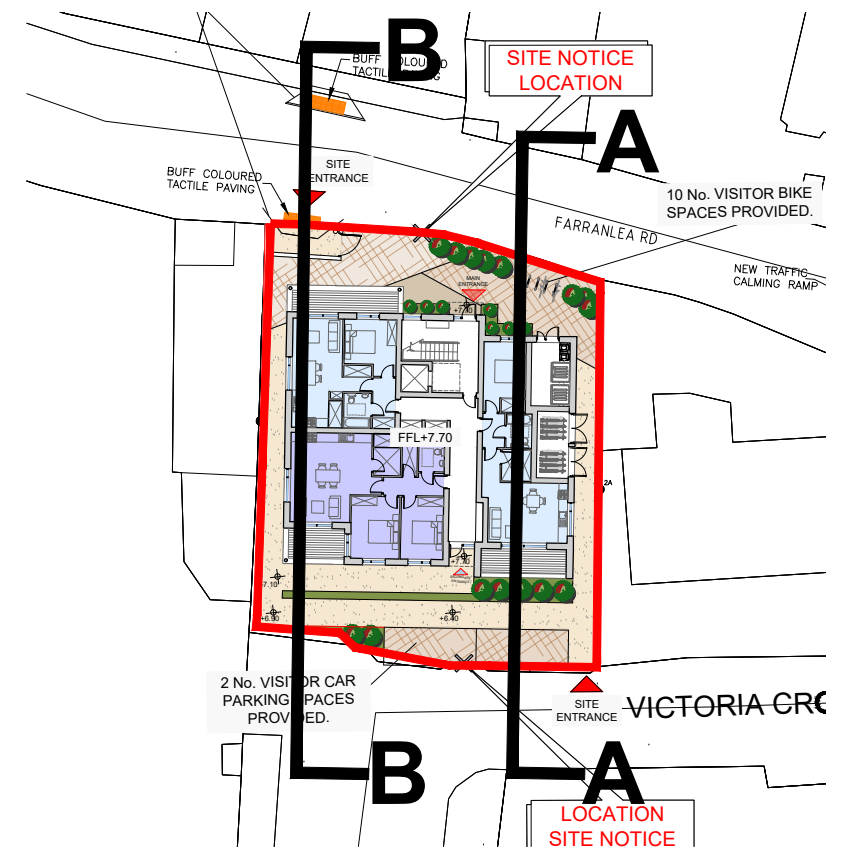 B
BUFF COLOURED
TACTILE PAVING
SITE NOTICE
LOCATION
A
SITE
ENTRANCE
BUFF COLOURED
TACTILE PAVING
10 No. VISITOR BIKE
SPACES PROVIDED.
FARRANLEA RD
NEW TRAFFIC
CALMING RAMP
MAIN
ENTRANCE
FFL+7.70
2A
+6.90
+6.40
2 No. VISITOR CAR
PARKING SPACES
PROVIDED.
SITE
ENTRANCE
VICTORIA CRO
B
A
LOCATION
SITE NOTICE